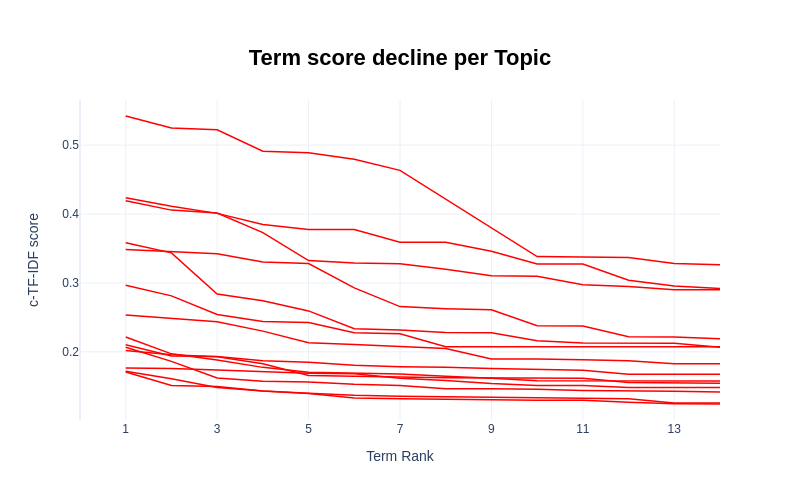 Term score decline per Topic
0.5
0.4
0.3
0.2
c-TF-IDF score
1 3 5 7 9 11 13
Term Rank